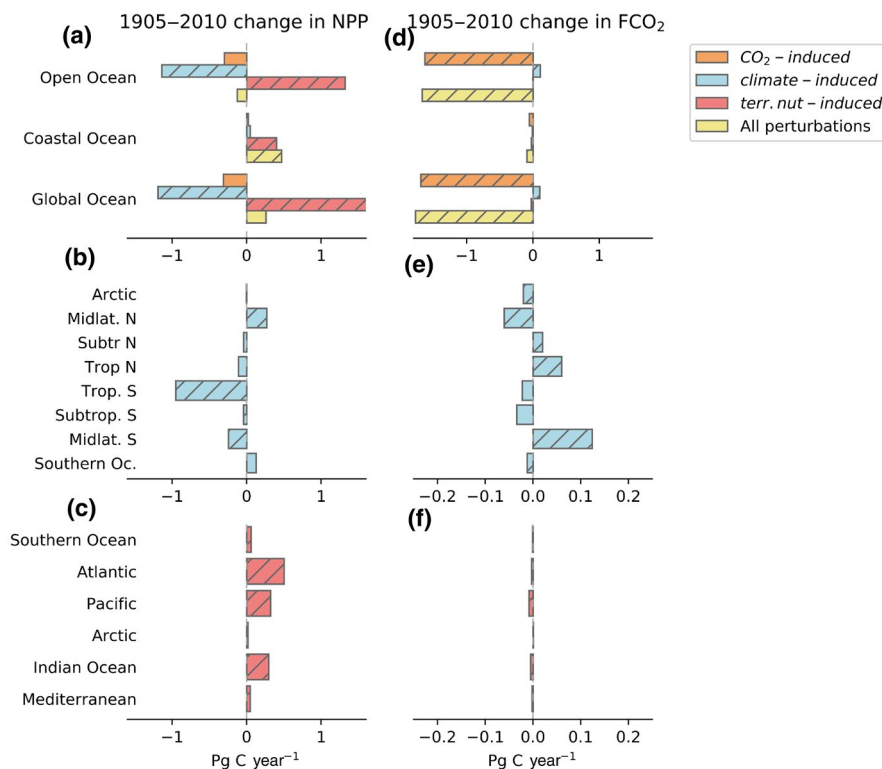 1905–2010 change in NPP
1905–2010 change in FCO₂
(a)
Open Ocean
Coastal Ocean
Global Ocean
−1
0
1
(d)
−1
0
1
CO₂ − induced
climate − induced
terr. nut − induced
All perturbations
(b)
Arctic
Midlat. N
Subtr N
Trop N
Trop. S
Subtrop. S
Midlat. S
Southern Oc.
−1
0
1
(e)
−0.2
−0.1
0.0
0.1
0.2
(c)
Southern Ocean
Atlantic
Pacific
Arctic
Indian Ocean
Mediterranean
−1
0
1
Pg C year⁻¹
(f)
−0.2
−0.1
0.0
0.1
0.2
Pg C year⁻¹